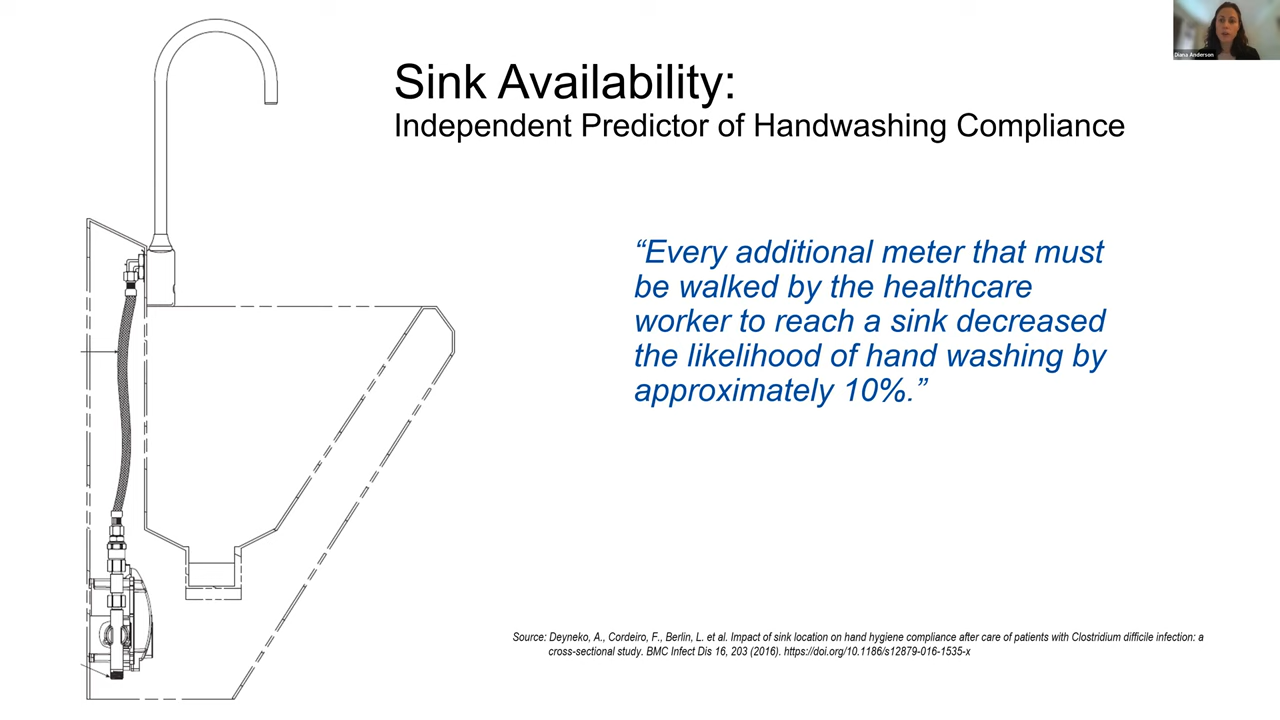 Diana Anderson
Sink Availability:
Independent Predictor of Handwashing Compliance
“Every additional meter that must
be walked by the healthcare
worker to reach a sink decreased
the likelihood of hand washing by
approximately 10%.”
Source: Deyneko, A., Cordeiro, F., Berlin, L. et al. Impact of sink location on hand hygiene compliance after care of patients with Clostridium difficile infection: a
cross-sectional study. BMC Infect Dis 16, 203 (2016). https://doi.org/10.1186/s12879-016-1535-x